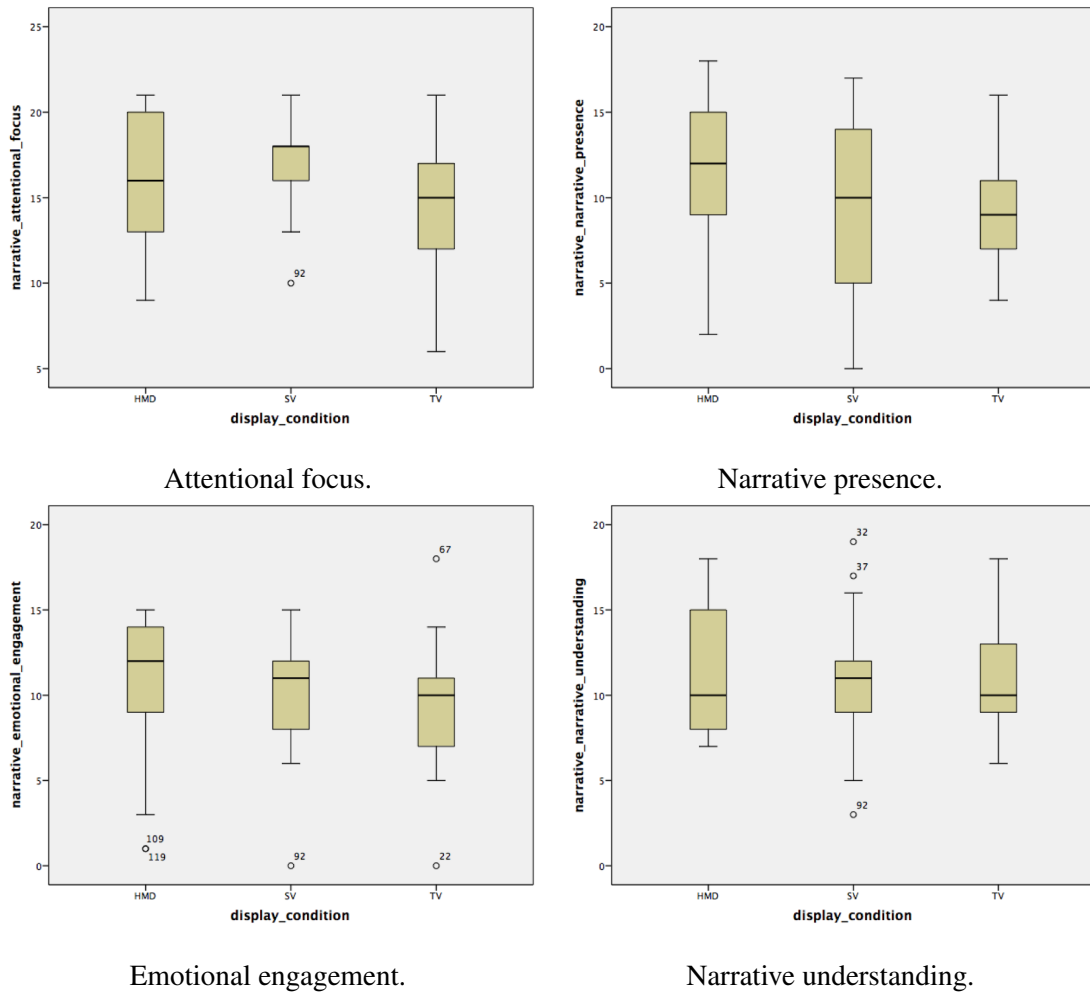 25
20
15
10
5
narrative_attentional_focus
92
HMD
SV
TV
display_condition
Attentional focus.
20
15
10
5
0
narrative_narrative_presence
HMD
SV
TV
display_condition
Narrative presence.
20
15
10
5
0
narrative_emotional_engagement
67
109
119
92
22
HMD
SV
TV
display_condition
Emotional engagement.
20
15
10
5
0
narrative_narrative_understanding
32
37
92
HMD
SV
TV
display_condition
Narrative understanding.